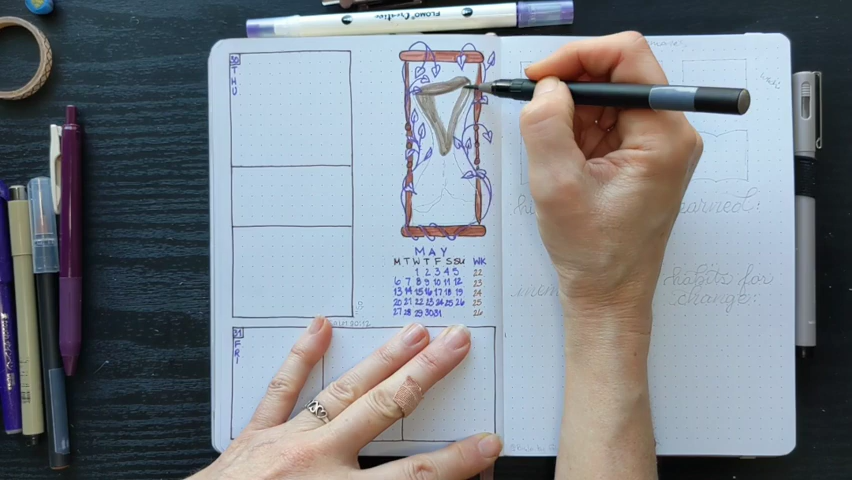 FLOMO Creative
30
T
H
U
MAY
M T W T F S SU WK
1 2 3 4 5 22
6 7 8 9 10 11 12 23
13 14 15 16 17 18 19 24
20 21 22 23 24 25 26 25
27 28 29 30 31 26
31
F
R
I
learned:
habits for
change: